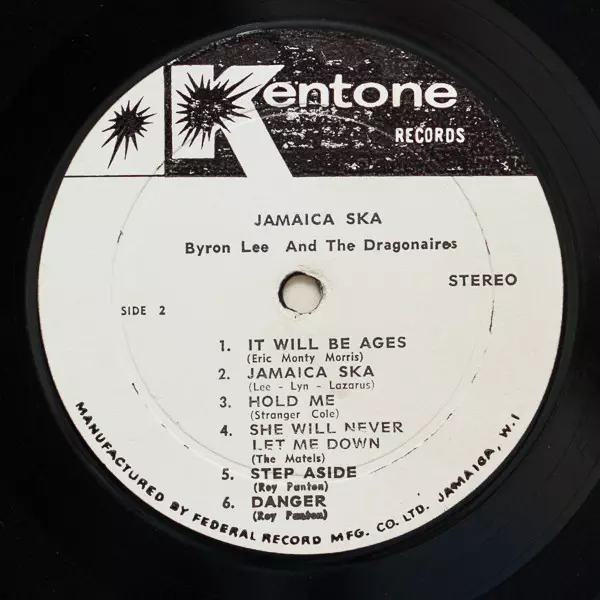 Kentone
RECORDS
JAMAICA SKA
Byron Lee And The Dragonaires
STEREO
SIDE 2
1. IT WILL BE AGES
(Eric Monty Morris)
2. JAMAICA SKA
(Lee - Lyn - Lazarus)
3. HOLD ME
(Stranger Cole)
4. SHE WILL NEVER
LET ME DOWN
(The Matels)
5. STEP ASIDE
(Roy Panton)
6. DANGER
(Roy Panton)
MANUFACTURED BY FEDERAL RECORD MFG. CO. LTD. JAMAICA, W.I